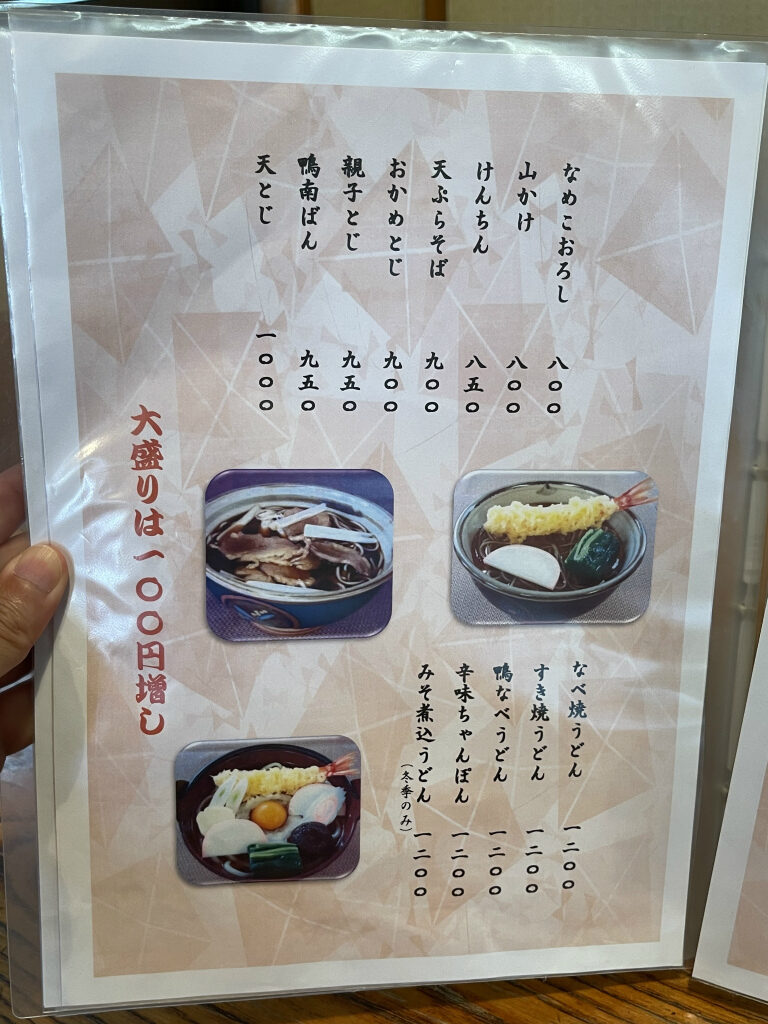 なめこおろし 八〇〇
山かけ 八〇〇
けんちん 八五〇
天ぷらそば 九〇〇
おかめとじ 九〇〇
親子とじ 九五〇
鴨南ばん 九五〇
天とじ 一〇〇〇
なべ焼うどん 一二〇〇
すき焼うどん 一二〇〇
鴨なべうどん 一二〇〇
辛味ちゃんぽん 一二〇〇
みそ煮込うどん 一二〇〇
(冬季のみ)
大盛りは一〇〇円増し